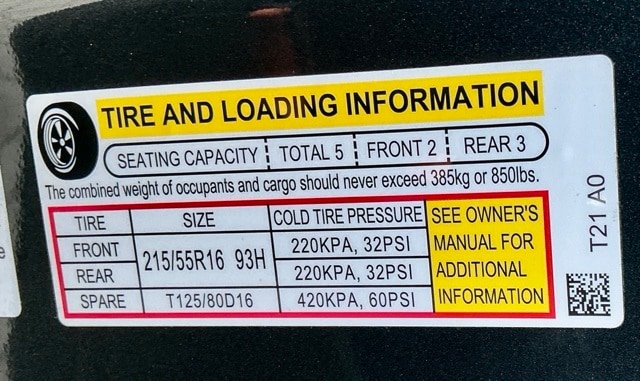 TIRE AND LOADING INFORMATION
SEATING CAPACITY TOTAL 5 FRONT 2 REAR 3
The combined weight of occupants and cargo should never exceed 385kg or 850lbs.
TIRE SIZE COLD TIRE PRESSURE SEE OWNER'S
FRONT 215/55R16 93H 220KPA, 32PSI MANUAL FOR
REAR 220KPA, 32PSI ADDITIONAL
SPARE T125/80D16 420KPA, 60PSI INFORMATION
T21 A0
e